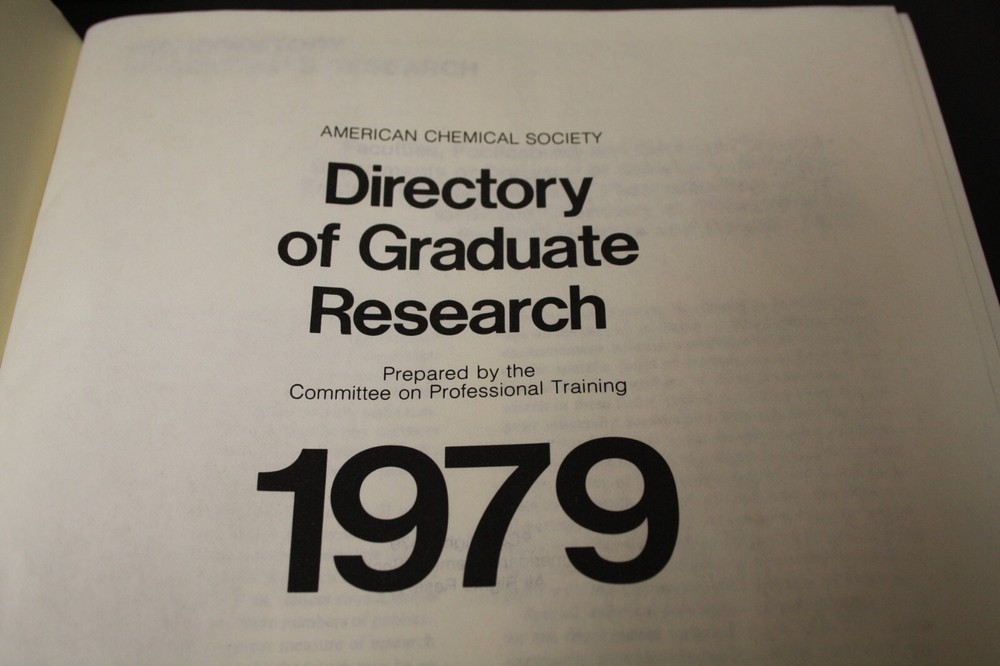 AMERICAN CHEMICAL SOCIETY
Directory
of Graduate
Research
Prepared by the
Committee on Professional Training
1979